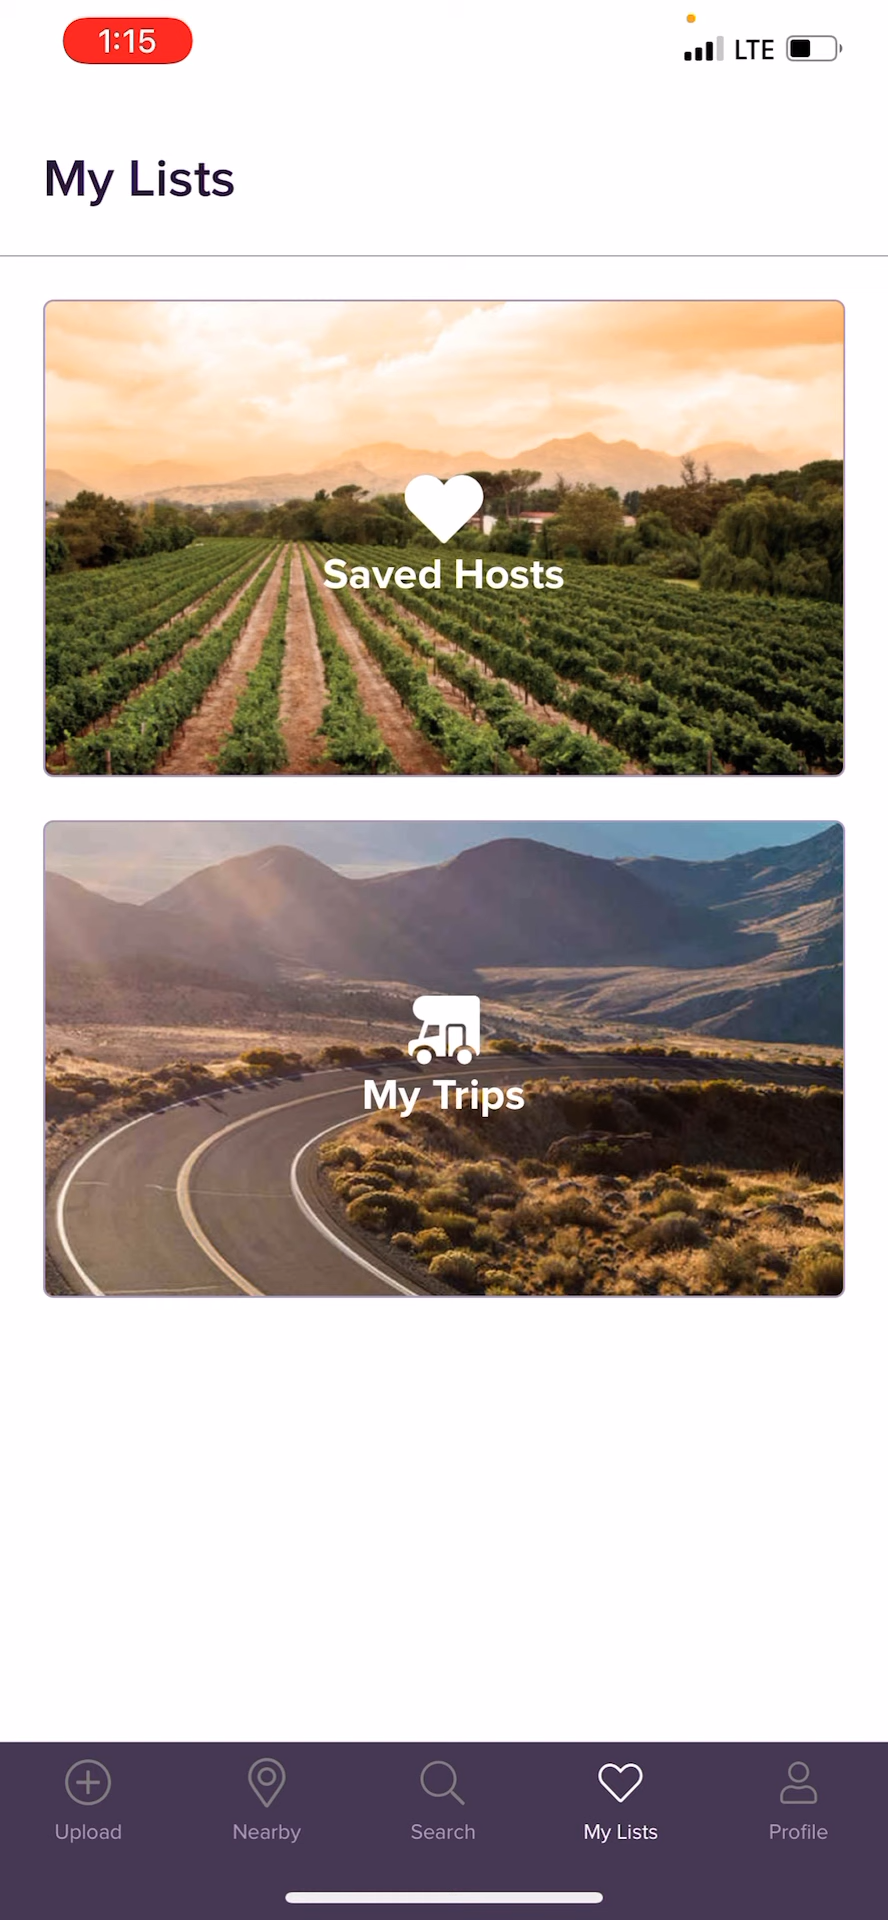 1:15
LTE
My Lists
Saved Hosts
My Trips
Upload
Nearby
Search
My Lists
Profile